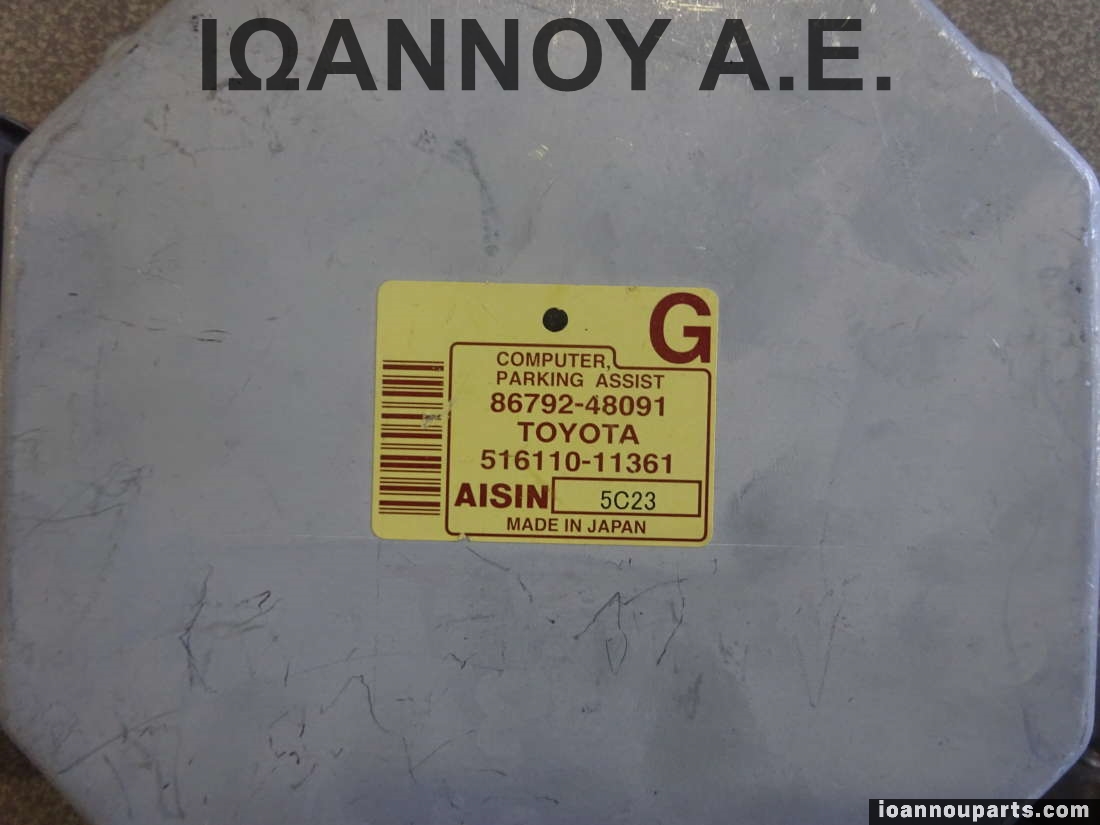 ΙΩΑΝΝΟΥ Α.Ε.
G
COMPUTER,
PARKING ASSIST
86792-48091
TOYOTA
516110-11361
AISIN 5C23
MADE IN JAPAN
ioannouparts.com